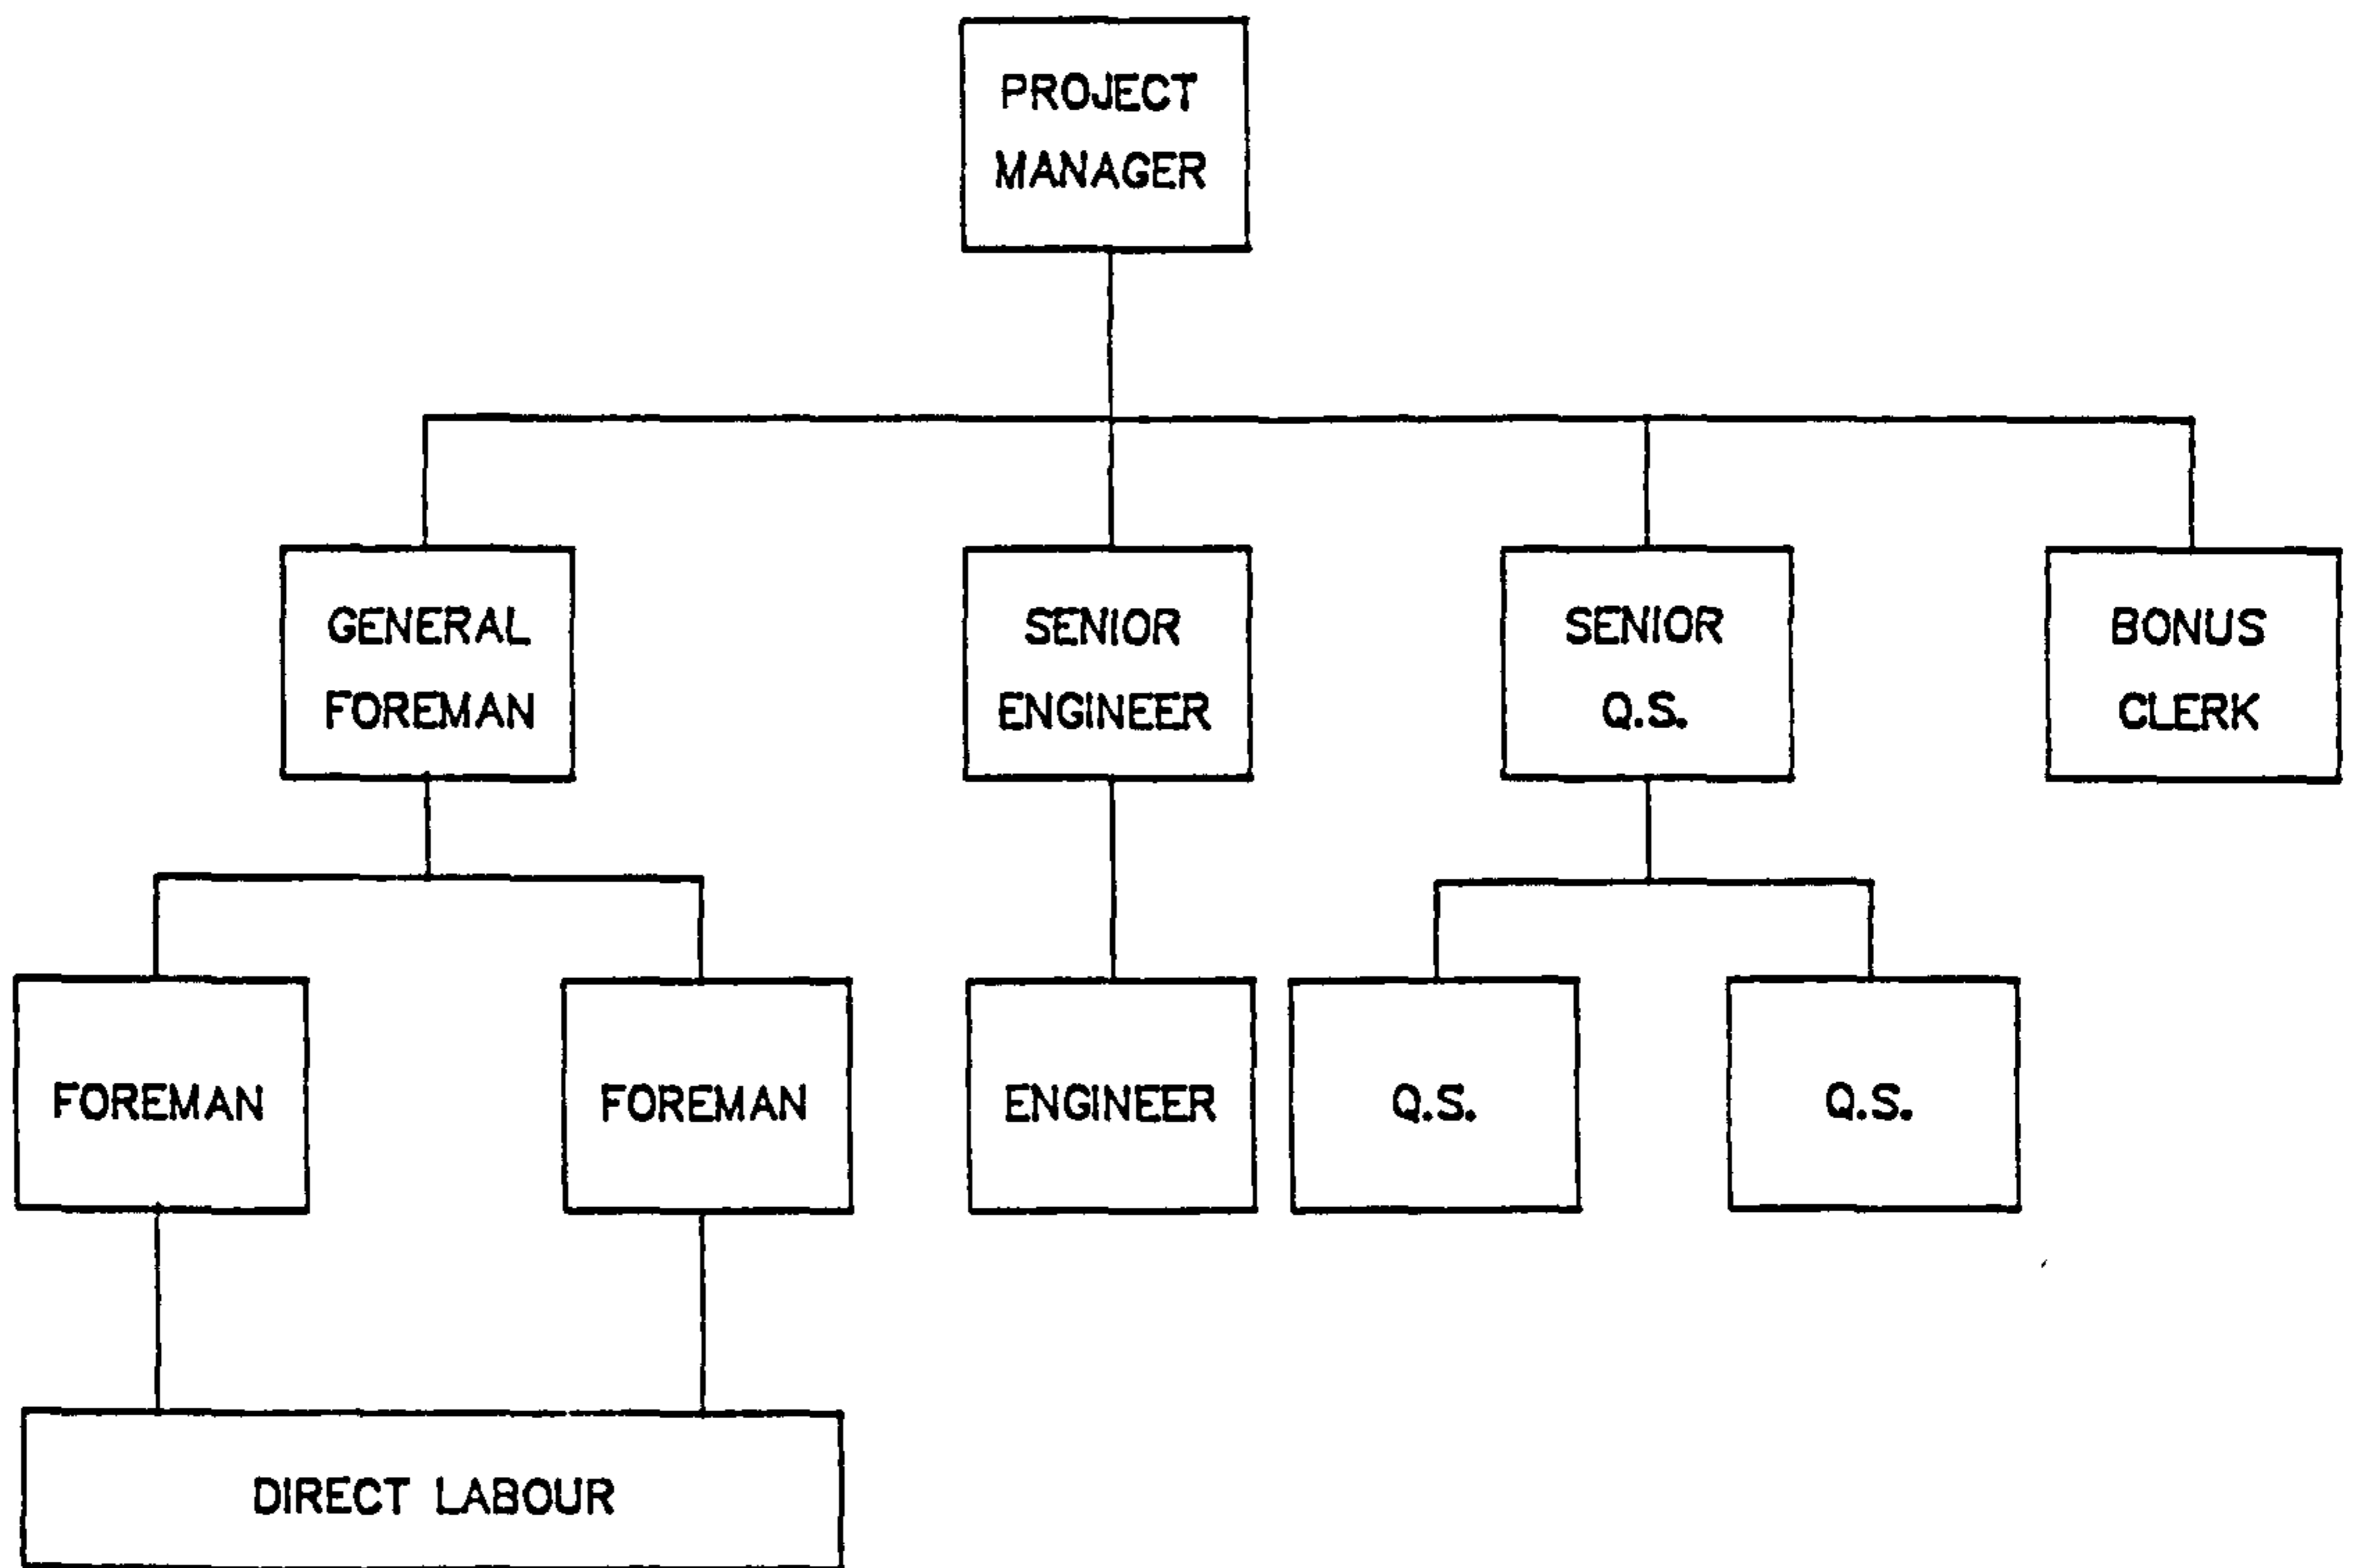 PROJECT
MANAGER
GENERAL
FOREMAN
SENIOR
ENGINEER
SENIOR
Q.S.
BONUS
CLERK
FOREMAN
FOREMAN
ENGINEER
Q.S.
Q.S.
DIRECT LABOUR